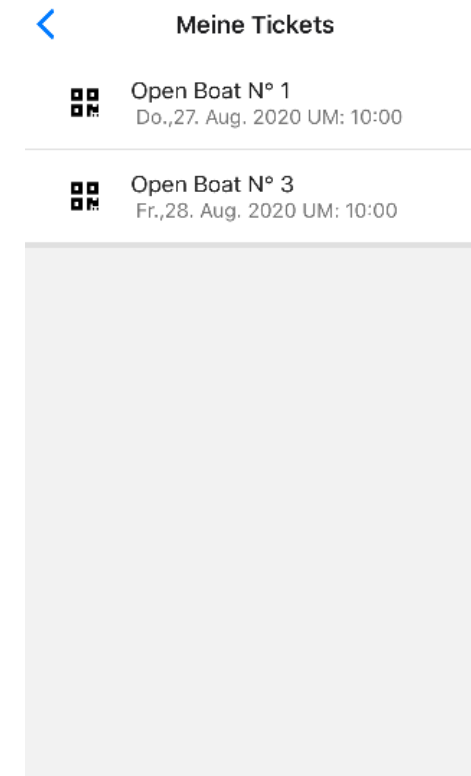 Meine Tickets
Open Boat N° 1
Do.,27. Aug. 2020 UM: 10:00
Open Boat N° 3
Fr.,28. Aug. 2020 UM: 10:00